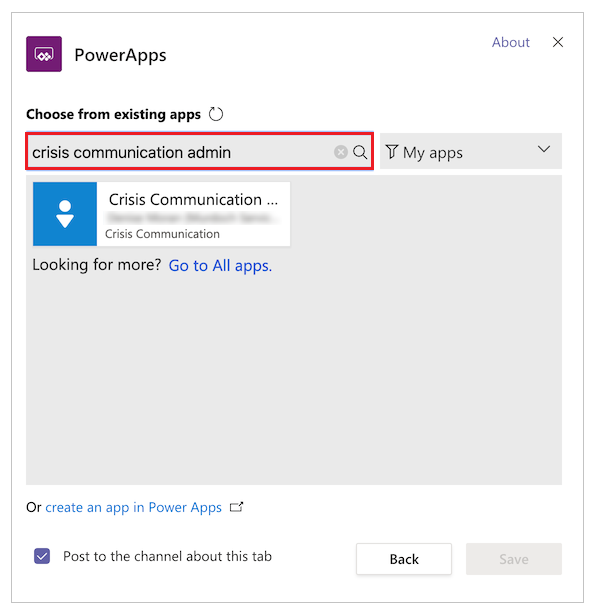 PowerApps
About
Choose from existing apps
crisis communication admin
My apps
Crisis Communication ...
Crisis Communication
Looking for more? Go to All apps.
Or create an app in Power Apps
Post to the channel about this tab
Back
Save